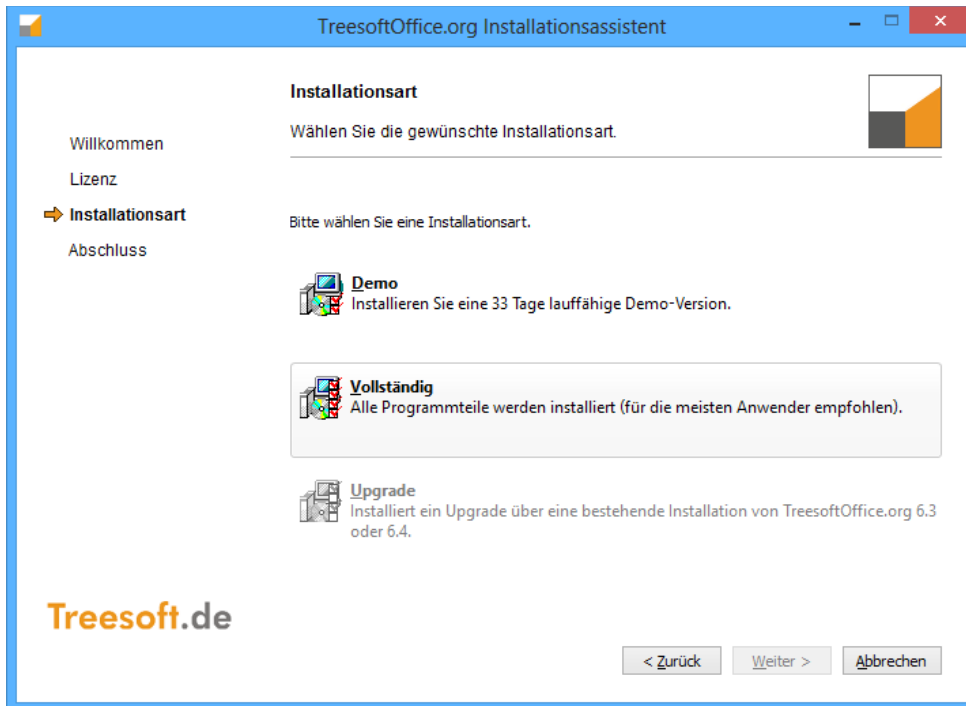 TreesoftOffice.org Installationsassistent
Installationsart
Wählen Sie die gewünschte Installationsart.
Willkommen
Lizenz
Installationsart
Abschluss
Bitte wählen Sie eine Installationsart.
Demo
Installieren Sie eine 33 Tage lauffähige Demo-Version.
Vollständig
Alle Programmteile werden installiert (für die meisten Anwender empfohlen).
Upgrade
Installiert ein Upgrade über eine bestehende Installation von TreesoftOffice.org 6.3
oder 6.4.
Treesoft.de
< Zurück
Weiter >
Abbrechen